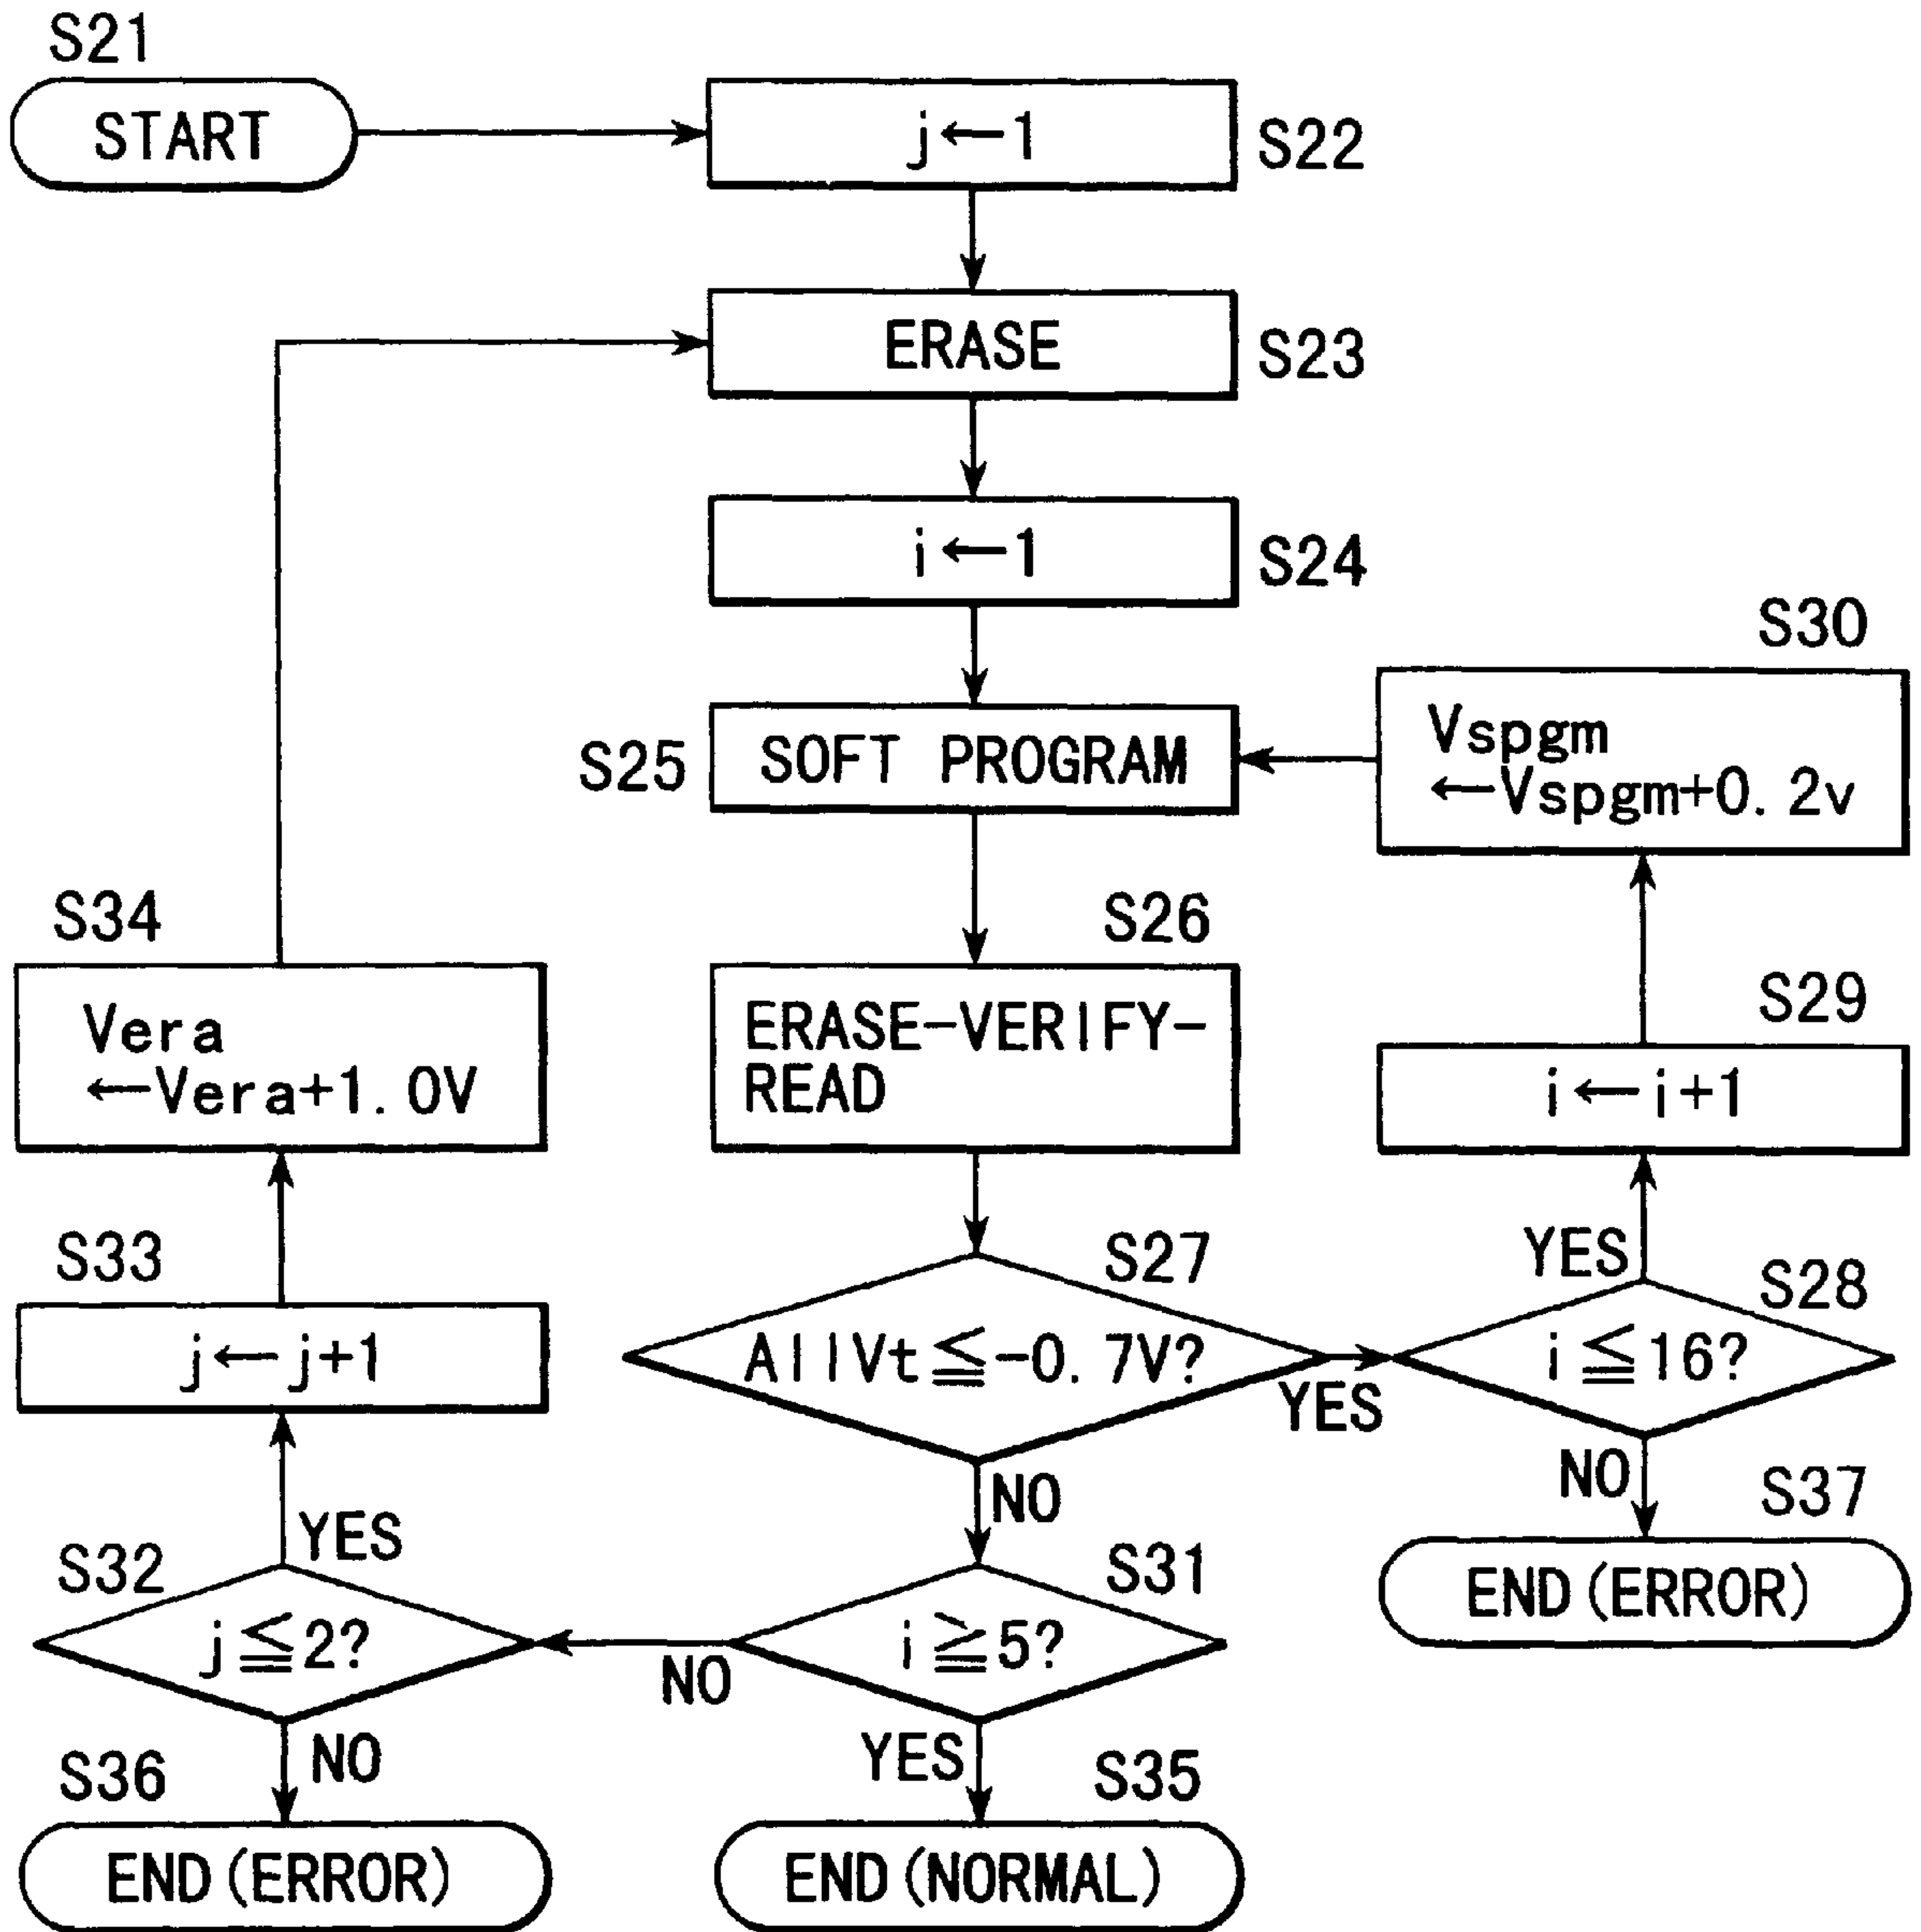 S21
START
j←1
S22
ERASE
S23
i←1
S24
S30
Vspgm
←Vspgm+0.2v
S25
SOFT PROGRAM
S34
Vera
←Vera+1.0V
S26
ERASE-VERIFY-
READ
S29
i←i+1
S33
j←j+1
S27
AllVt≦-0.7V?
YES
NO
YES
S28
i≦16?
NO
S37
END(ERROR)
S32
YES
j≦2?
NO
S31
i≧5?
NO
YES
S36
END(ERROR)
S35
END(NORMAL)